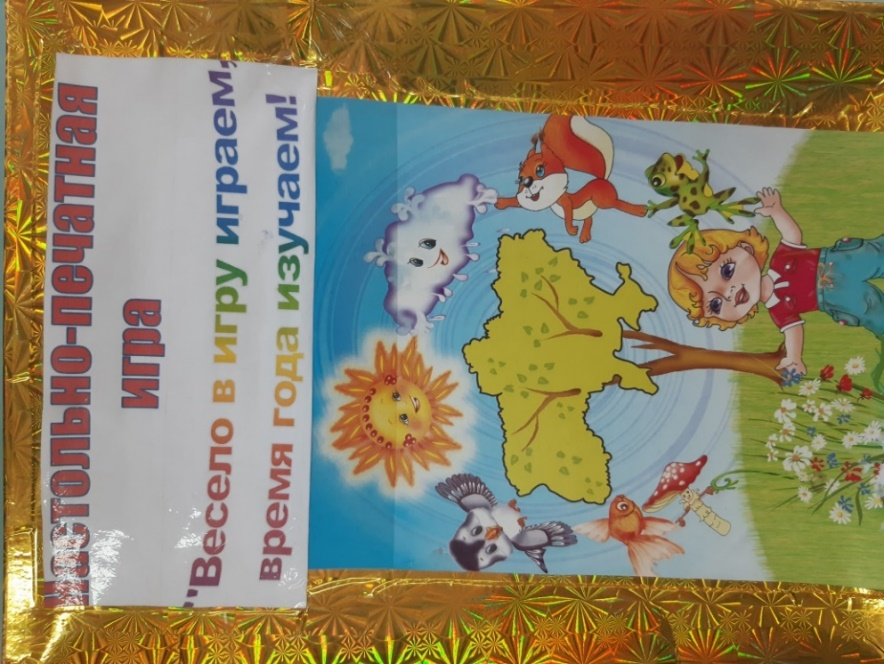 Настольно-печатная
игра
"Весело в игру играем,
время года изучаем!